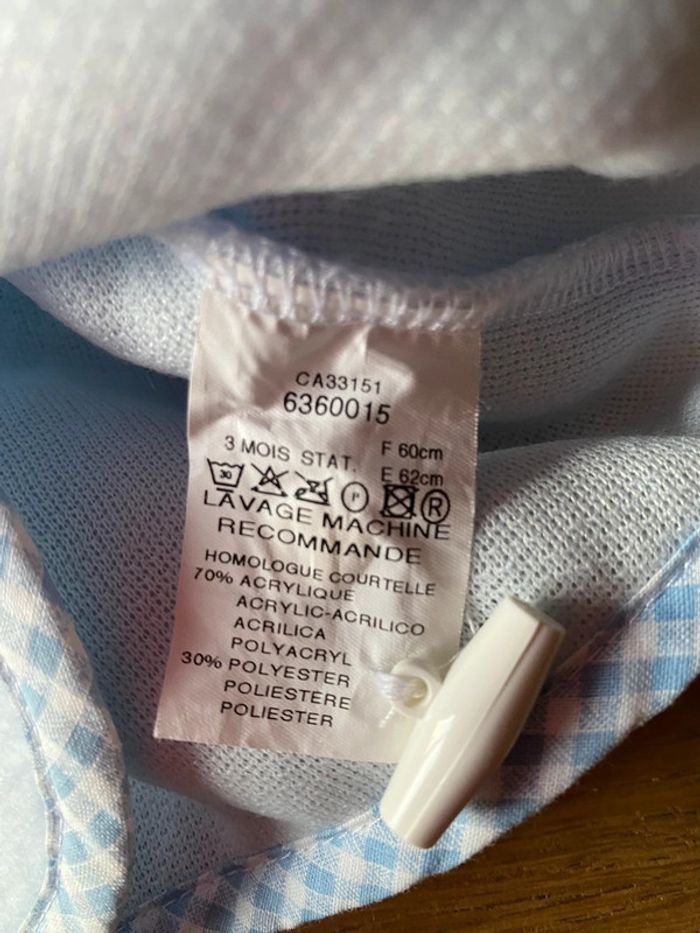 CA33151
6360015
3 MOIS STAT. F 60cm
E 62cm
30 P R
LAVAGE MACHINE
RECOMMANDE
HOMOLOGUE COURTELLE
70% ACRYLIQUE
ACRYLIC-ACRILICO
ACRILICA
POLYACRYL
30% POLYESTER
POLIESTERE
POLIESTER